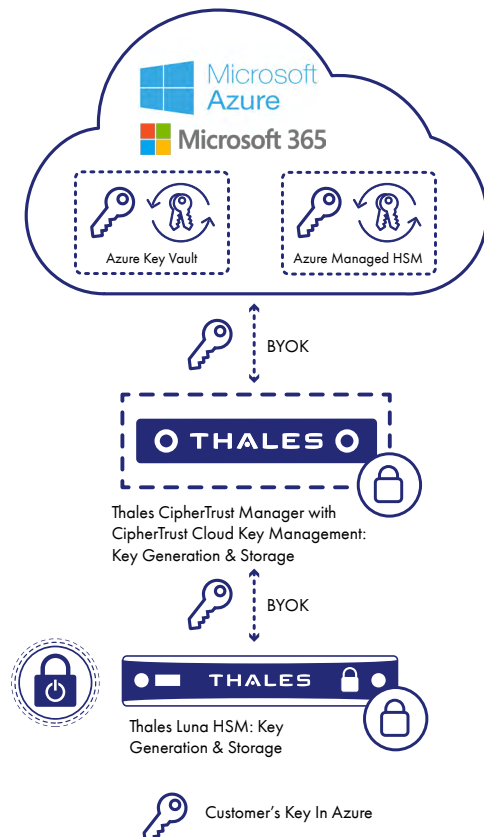 Microsoft
Azure
Microsoft 365
Azure Key Vault
Azure Managed HSM
BYOK
THALES
Thales CipherTrust Manager with
CipherTrust Cloud Key Management:
Key Generation & Storage
BYOK
THALES
Thales Luna HSM: Key
Generation & Storage
Customer's Key In Azure